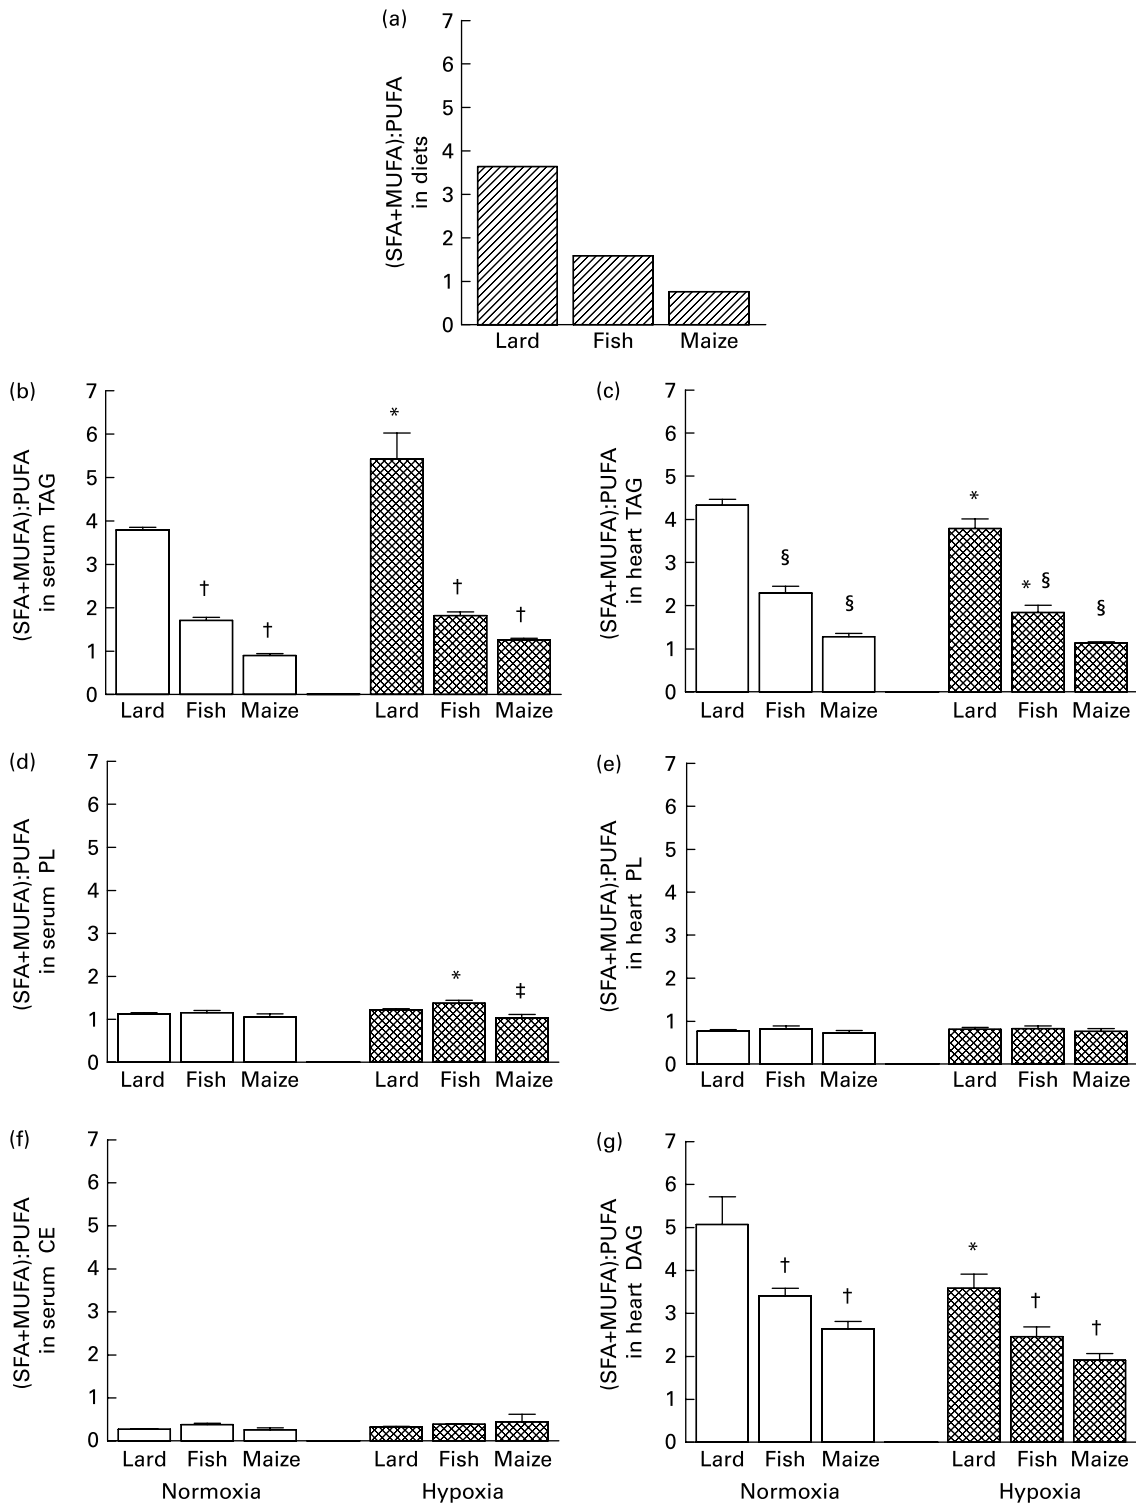 (a)
7
6
5
4
3
2
1
0
(SFA+MUFA):PUFA
in diets
Lard Fish Maize
(b)
7
6
5
4
3
2
1
0
(SFA+MUFA):PUFA
in serum TAG
† † * † †
Lard Fish Maize Lard Fish Maize
(c)
7
6
5
4
3
2
1
0
(SFA+MUFA):PUFA
in heart TAG
§ § * * § §
Lard Fish Maize Lard Fish Maize
(d)
7
6
5
4
3
2
1
0
(SFA+MUFA):PUFA
in serum PL
* ‡
Lard Fish Maize Lard Fish Maize
(e)
7
6
5
4
3
2
1
0
(SFA+MUFA):PUFA
in heart PL
Lard Fish Maize Lard Fish Maize
(f)
7
6
5
4
3
2
1
0
(SFA+MUFA):PUFA
in serum CE
Lard Fish Maize Lard Fish Maize
Normoxia Hypoxia
(g)
7
6
5
4
3
2
1
0
(SFA+MUFA):PUFA
in heart DAG
† † * † †
Lard Fish Maize Lard Fish Maize
Normoxia Hypoxia